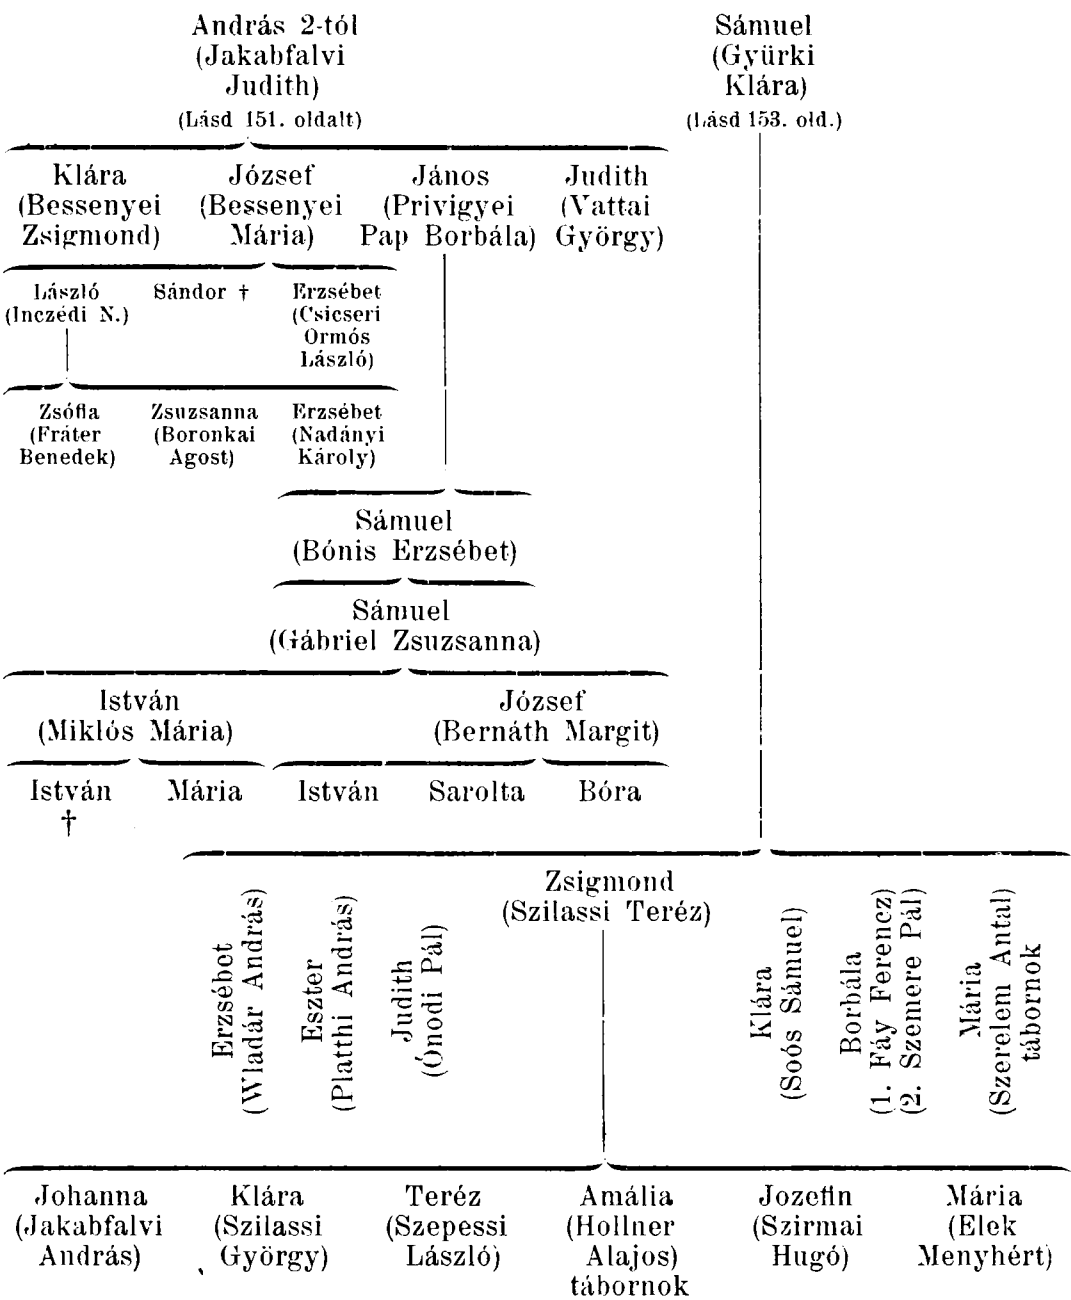 András 2-tól
(Jakabfalvi
Judith)
(Lásd 151. oldalt)
Sámuel
(Gyürki
Klára)
(Lásd 153. old.)
Klára
(Bessenyei
Zsigmond)
József
(Bessenyei
Mária)
János
(Privigyei
Pap Borbála)
Judith
(Vattai
György)
László
(Inczédi N.)
Sándor †
Erzsébet
(Csicseri
Ormós
László)
Zsófia
(Fráter
Benedek)
Zsuzsanna
(Boronkai
Agost)
Erzsébet
(Nadányi
Károly)
Sámuel
(Bónis Erzsébet)
Sámuel
(Gábriel Zsuzsanna)
István
(Miklós Mária)
József
(Bernáth Margit)
István
†
Mária
István
Sarolta
Bóra
Erzsébet
(Wladár András)
Eszter
(Platthi András)
Judith
(Ónodi Pál)
Zsigmond
(Szilassi Teréz)
Klára
(Soós Sámuel)
Borbála
(1. Fáy Ferencz)
(2. Szemere Pál)
Mária
(Szerelem Antal)
tábornok
Johanna
(Jakabfalvi
András)
Klára
(Szilassi
György)
Teréz
(Szepessi
László)
Amália
(Hollner
Alajos)
tábornok
Jozefin
(Szirmai
Hugó)
Mária
(Elek
Menyhért)